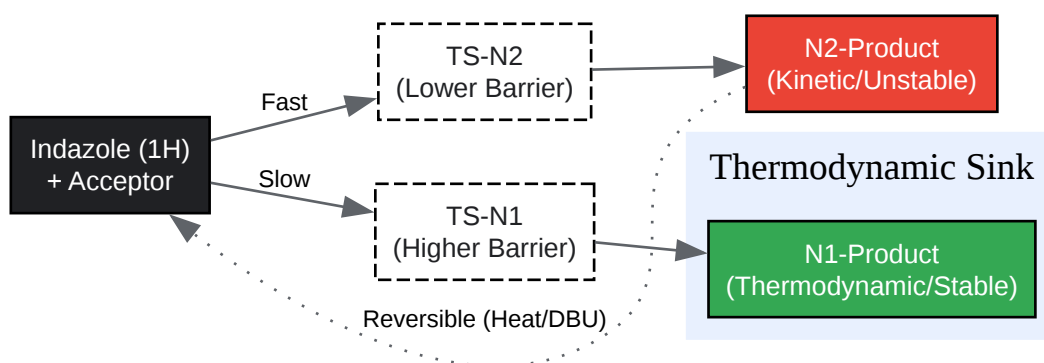 TS-N2
(Lower Barrier)
N2-Product
(Kinetic/Unstable)
Fast
Indazole (1H)
+ Acceptor
Slow
Thermodynamic Sink
TS-N1
(Higher Barrier)
N1-Product
(Thermodynamic/Stable)
Reversible (Heat/DBU)